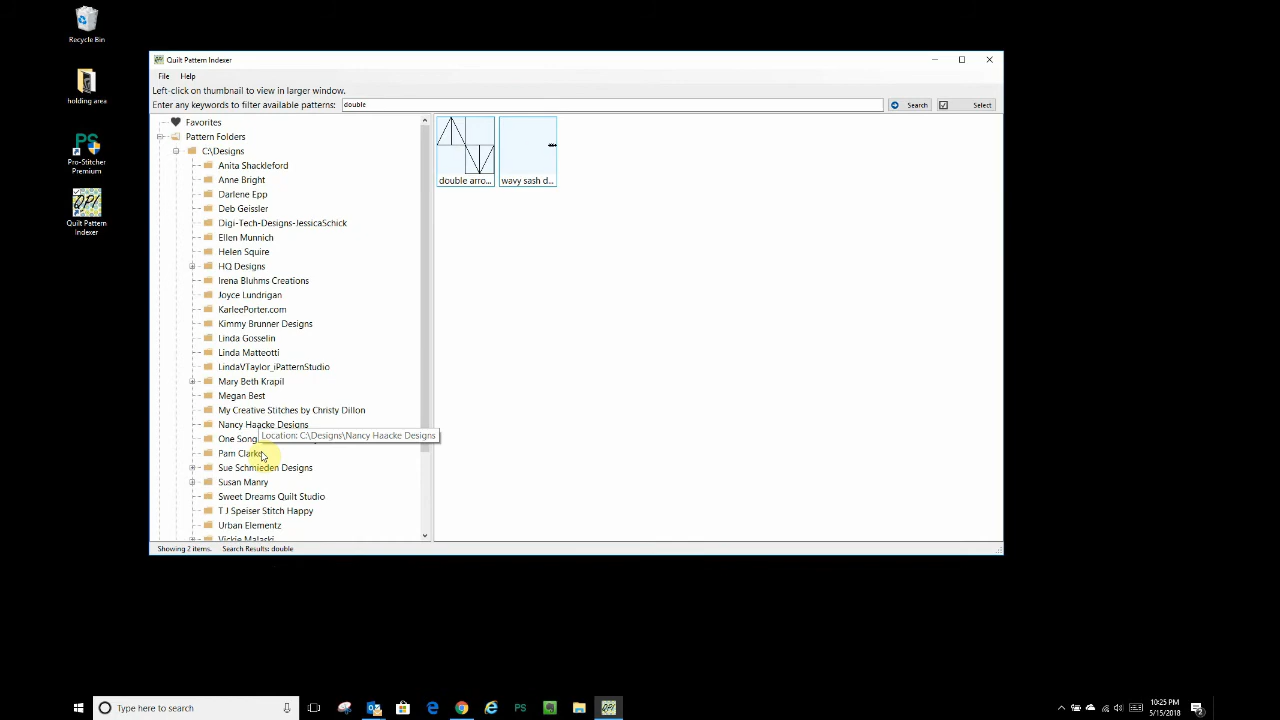 Recycle Bin
holding area
Pro-Stitcher
Premium
QPI
Quilt Pattern
Indexer
Quilt Pattern Indexer
File Help
Left-click on thumbnail to view in larger window.
Enter any keywords to filter available patterns: double Search Select
Favorites
Pattern Folders
C:\Designs
Anita Shackleford
Anne Bright
Darlene Epp
Deb Geissler
Digi-Tech-Designs-JessicaSchick
Ellen Munnich
Helen Squire
HQ Designs
Irena Bluhms Creations
Joyce Lundrigan
KarleePorter.com
Kimmy Brunner Designs
Linda Gosselin
Linda Matteotti
LindaVTaylor_iPatternStudio
Mary Beth Krapil
Megan Best
My Creative Stitches by Christy Dillon
Nancy Haacke Designs
Location: C:\Designs\Nancy Haacke Designs
One Song
Pam Clarke
Sue Schmieden Designs
Susan Manry
Sweet Dreams Quilt Studio
T J Speiser Stitch Happy
Urban Elementz
Vickie Malacki
double arro...
wavy sash d...
Showing 2 items. Search Results: double
Type here to search
PS
QPI
10:25 PM
5/15/2018
2